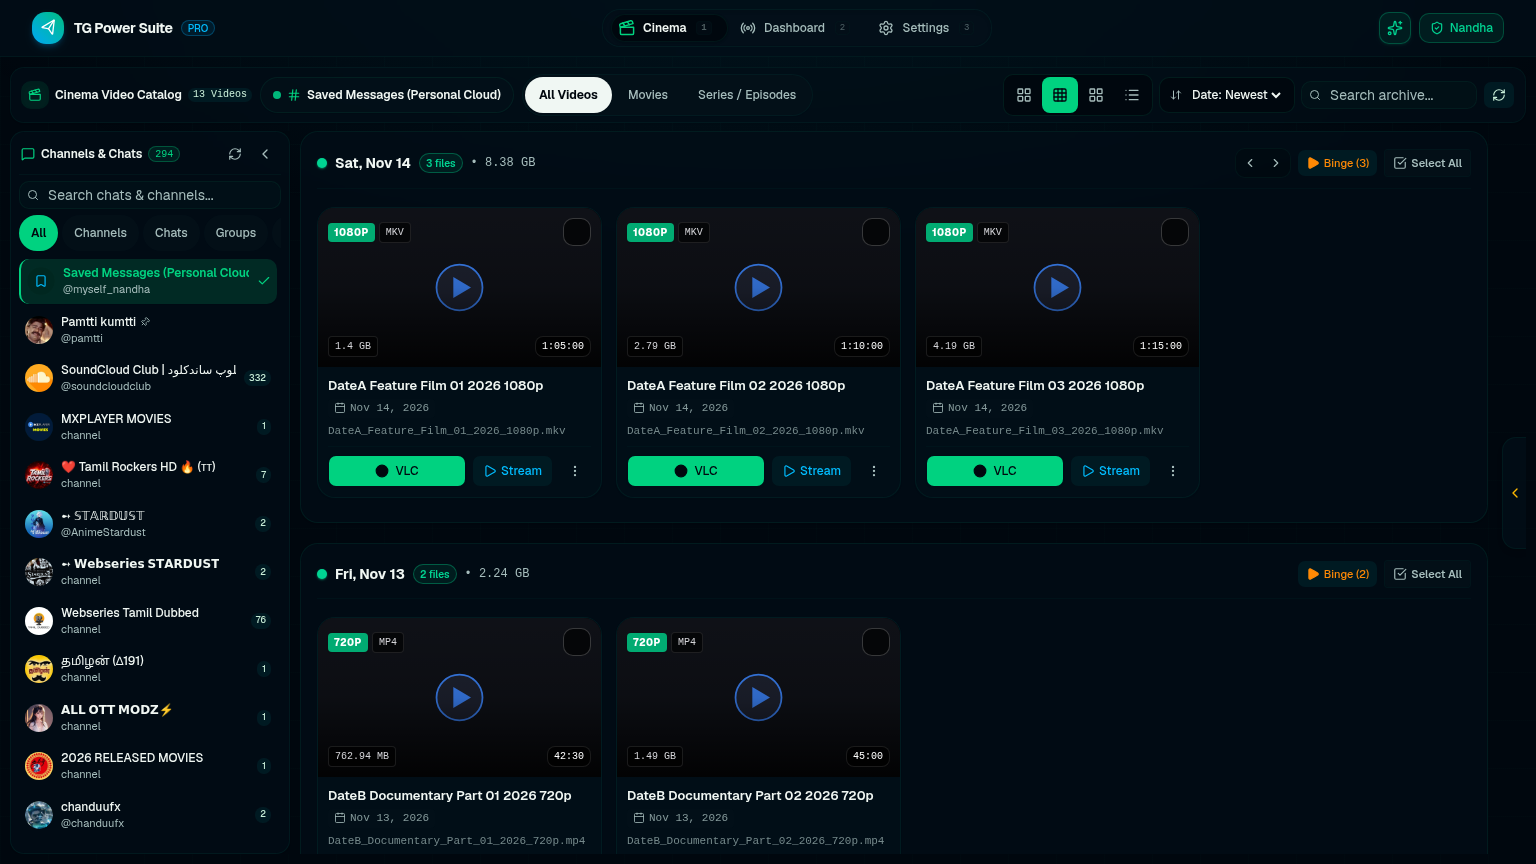 TG Power Suite PRO
Cinema 1
Dashboard 2
Settings 3
Nandha
Cinema Video Catalog 13 Videos
# Saved Messages (Personal Cloud)
All Videos
Movies
Series / Episodes
Date: Newest
Search archive...
Channels & Chats 294
Search chats & channels...
All
Channels
Chats
Groups
Saved Messages (Personal Cloud
@myself_nandha
Pamtti kumtti
@pamtti
SoundCloud Club | لوپ ساندکلود
@soundcloudclub
332
MXPLAYER MOVIES
channel
1
❤️ Tamil Rockers HD 🔥 (ττ)
channel
7
➻ 𝕊𝕋𝔸ℝ𝔻𝕌𝕊𝕋
@AnimeStardust
2
➻ 𝗪𝗲𝗯𝘀𝗲𝗿𝗶𝗲𝘀 𝗦𝗧𝗔𝗥𝗗𝗨𝗦𝗧
channel
2
Webseries Tamil Dubbed
channel
76
தமிழன் (Δ191)
channel
1
𝗔𝗟𝗟 𝗢𝗧𝗧 𝗠𝗢𝗗𝗭⚡
channel
1
2026 RELEASED MOVIES
channel
1
chanduufx
@chanduufx
2
Sat, Nov 14 3 files • 8.38 GB
Binge (3)
Select All
1080P MKV
1.4 GB 1:05:00
DateA Feature Film 01 2026 1080p
Nov 14, 2026
DateA_Feature_Film_01_2026_1080p.mkv
VLC Stream
1080P MKV
2.79 GB 1:10:00
DateA Feature Film 02 2026 1080p
Nov 14, 2026
DateA_Feature_Film_02_2026_1080p.mkv
VLC Stream
1080P MKV
4.19 GB 1:15:00
DateA Feature Film 03 2026 1080p
Nov 14, 2026
DateA_Feature_Film_03_2026_1080p.mkv
VLC Stream
Fri, Nov 13 2 files • 2.24 GB
Binge (2)
Select All
720P MP4
762.94 MB 42:30
DateB Documentary Part 01 2026 720p
Nov 13, 2026
DateB_Documentary_Part_01_2026_720p.mp4
720P MP4
1.49 GB 45:00
DateB Documentary Part 02 2026 720p
Nov 13, 2026
DateB_Documentary_Part_02_2026_720p.mp4